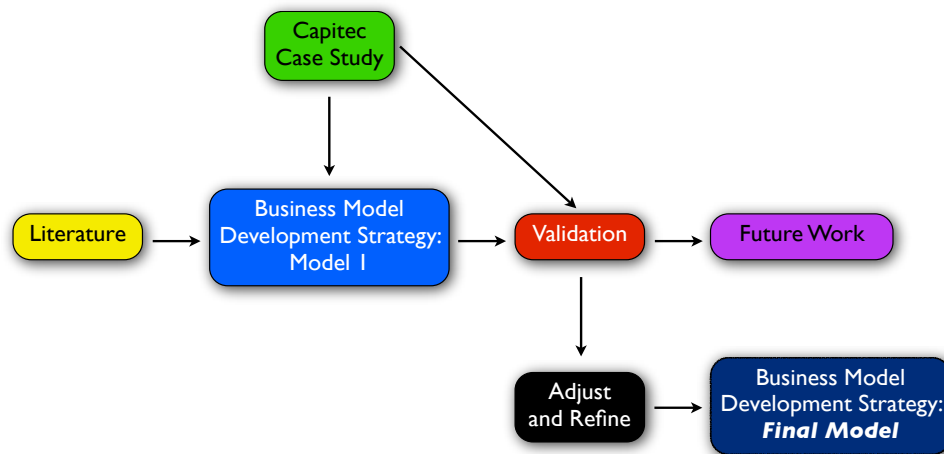 Capitec
Case Study
Literature
Business Model
Development Strategy:
Model 1
Validation
Future Work
Adjust
and Refine
Business Model
Development Strategy:
Final Model